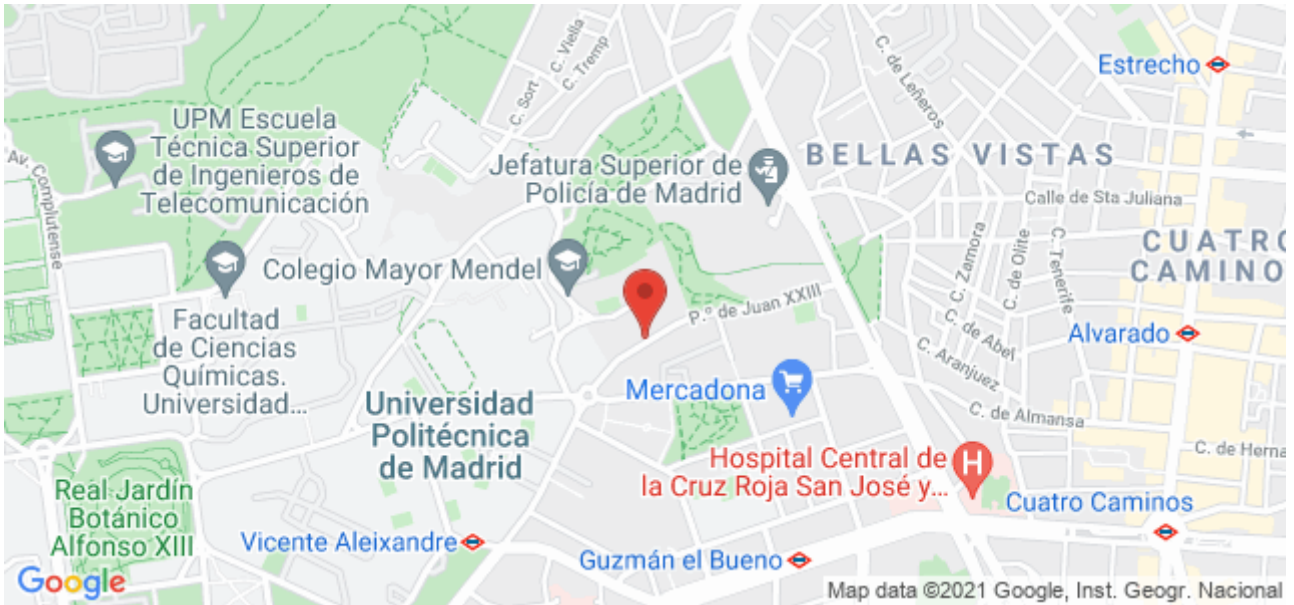 C. Viella
C. Tremp
C. Sort
C. de Leñeros
Estrecho
UPM Escuela
Técnica Superior
de Ingenieros de
Telecomunicación
Av. Complutense
Jefatura Superior de
Policía de Madrid
BELLAS VISTAS
Calle de Sta Juliana
CUATRO
CAMINO
C. Zamora
C. de Olite
C. Tenerife
Colegio Mayor Mendel
P.º de Juan XXIII
Facultad
de Ciencias
Químicas.
Universidad...
C. de Abel
Alvarado
C. Aranjuez
Mercadona
Universidad
Politécnica
de Madrid
C. de Almansa
C. de Herna
Hospital Central de
la Cruz Roja San José y...
Real Jardín
Botánico
Alfonso XIII
Cuatro Caminos
Vicente Aleixandre
Guzmán el Bueno
Google
Map data ©2021 Google, Inst. Geogr. Nacional